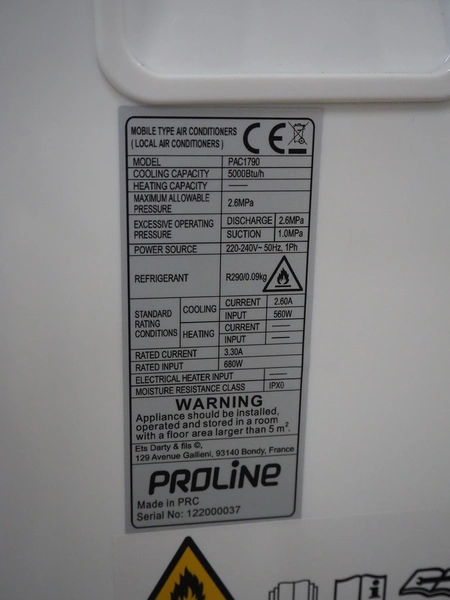 MOBILE TYPE AIR CONDITIONERS
( LOCAL AIR CONDITIONERS )
CE
MODEL PAC1790
COOLING CAPACITY 5000Btu/h
HEATING CAPACITY ——
MAXIMUM ALLOWABLE PRESSURE 2.6MPa
EXCESSIVE OPERATING PRESSURE DISCHARGE 2.6MPa
SUCTION 1.0MPa
POWER SOURCE 220-240V~ 50Hz, 1Ph
REFRIGERANT R290/0.09kg
STANDARD RATING CONDITIONS COOLING CURRENT 2.60A
INPUT 560W
HEATING CURRENT ——
INPUT ——
RATED CURRENT 3.30A
RATED INPUT 680W
ELECTRICAL HEATER INPUT ——
MOISTURE RESISTANCE CLASS IPX0
WARNING
Appliance should be installed,
operated and stored in a room
with a floor area larger than 5 m².
Ets Darty & fils ©,
129 Avenue Gallieni, 93140 Bondy, France
PROLINE
Made in PRC
Serial No: 122000037